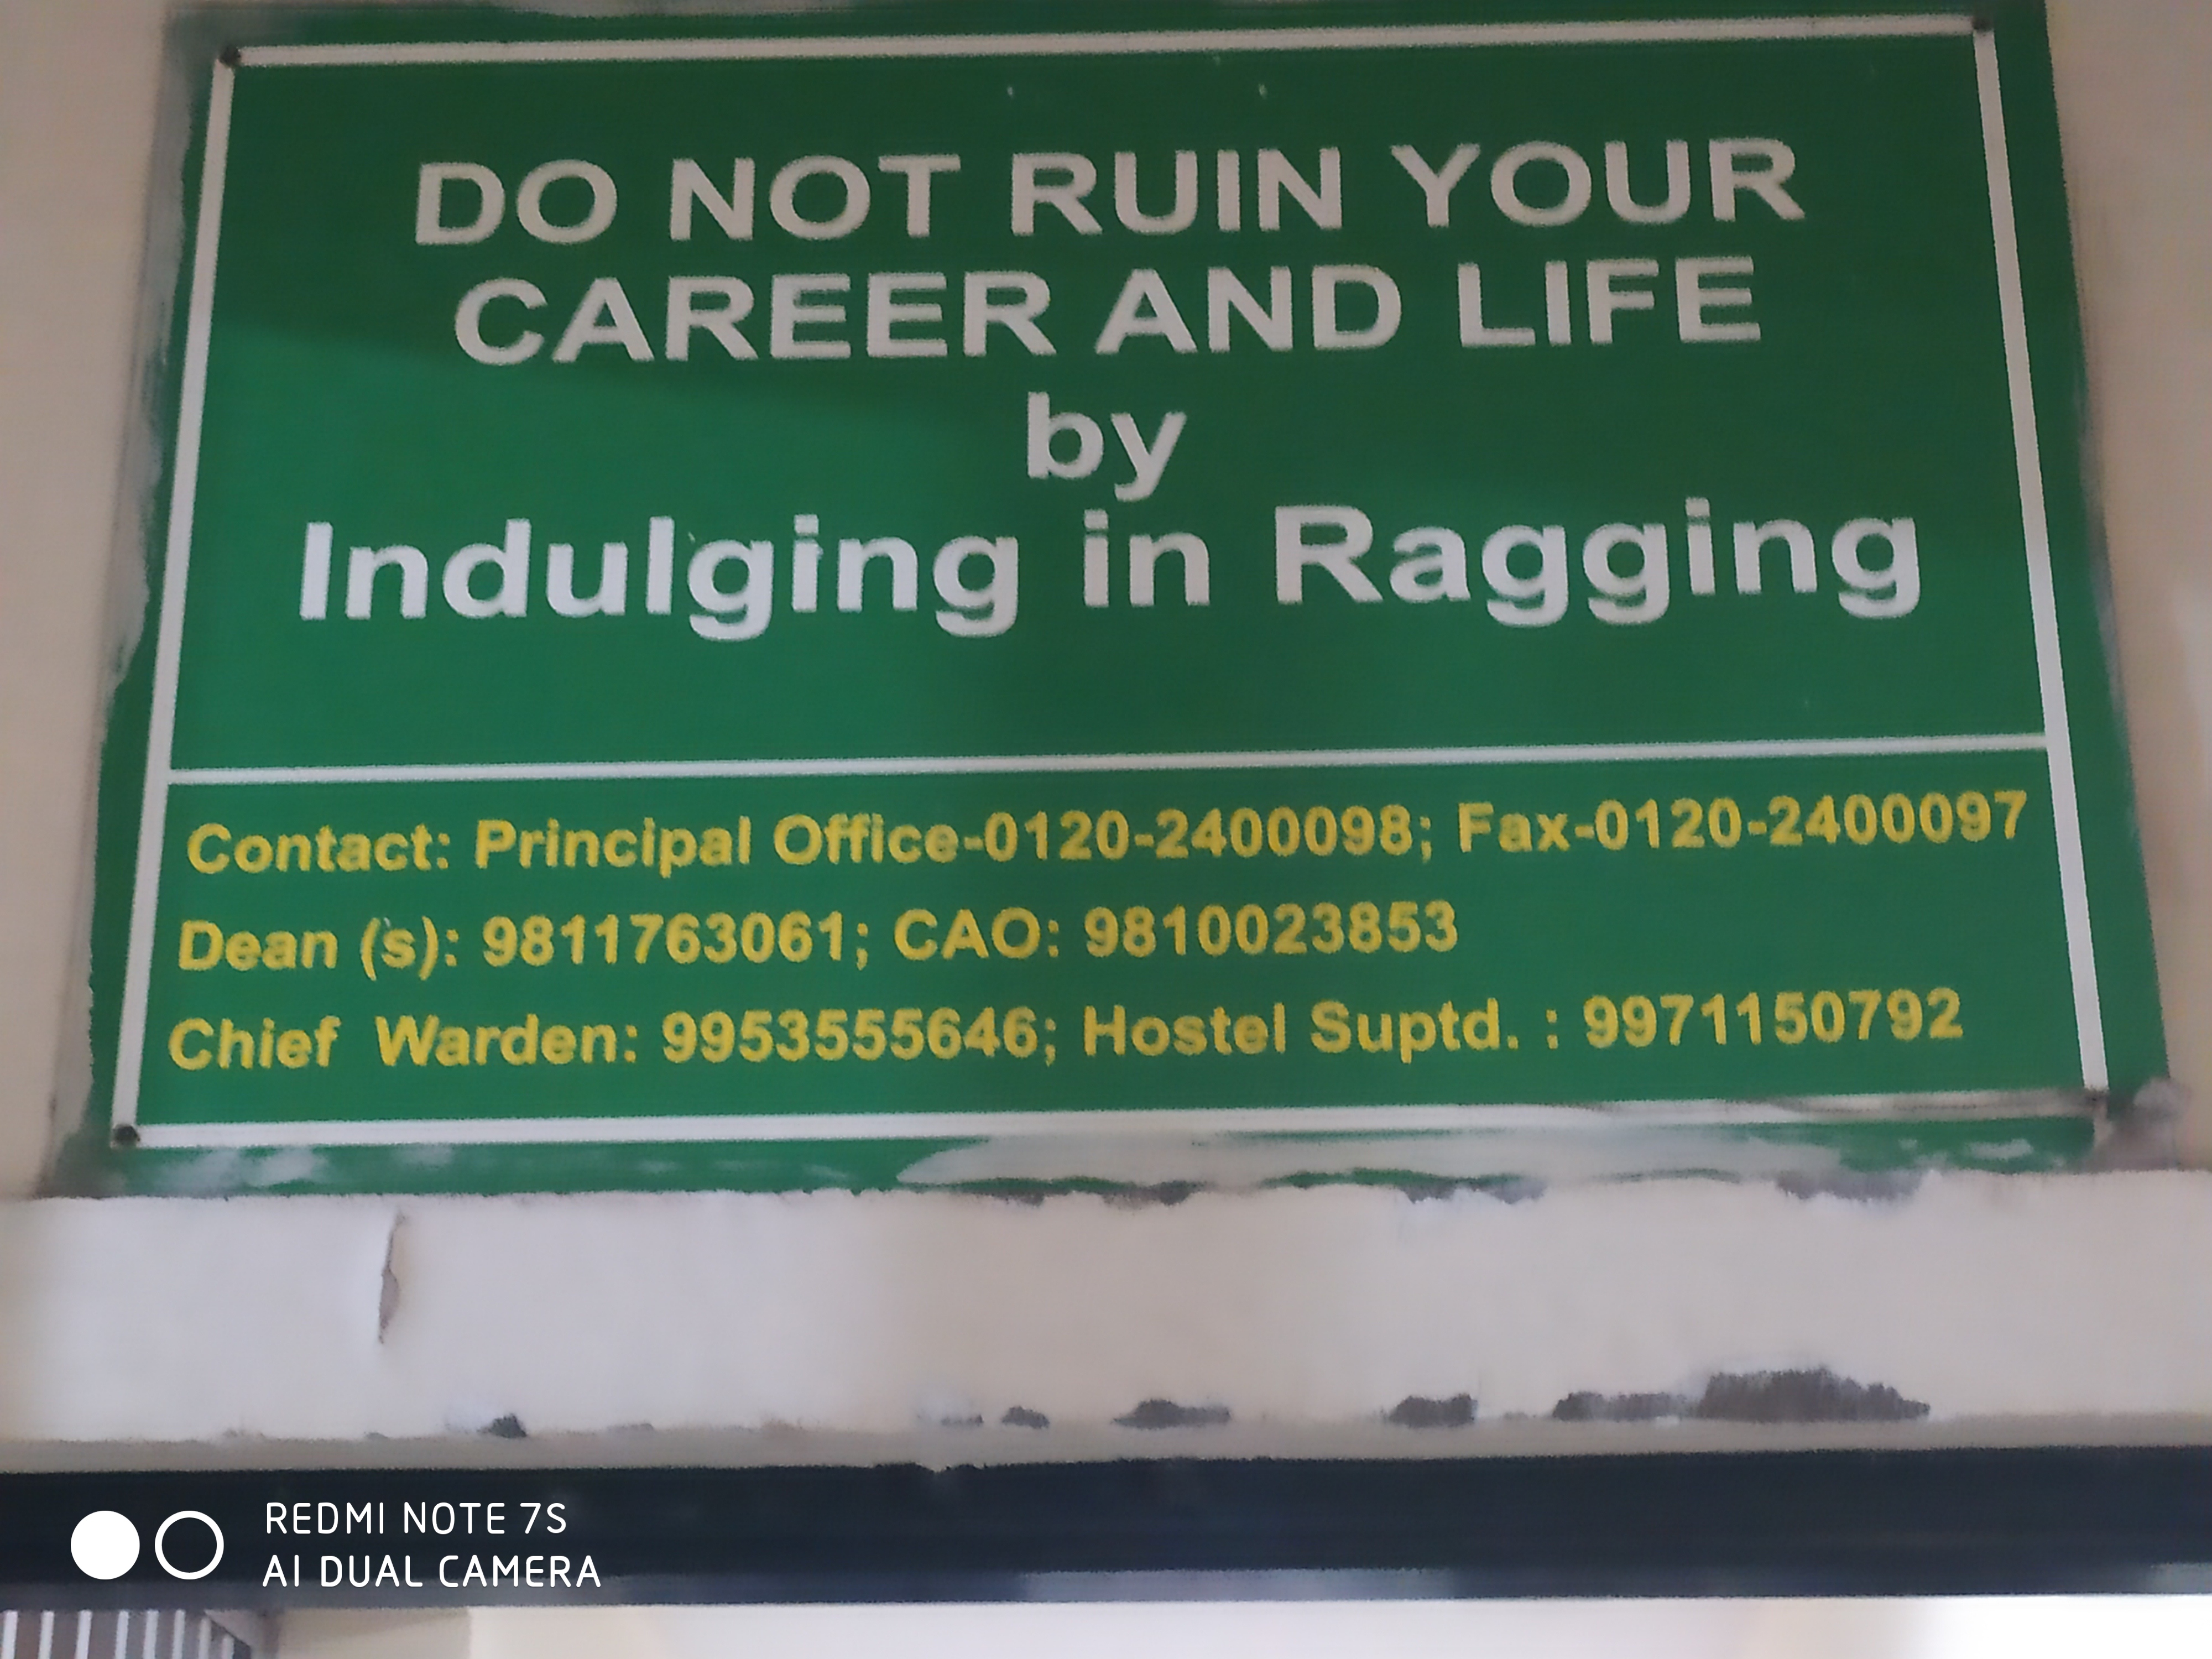 DO NOT RUIN YOUR
CAREER AND LIFE
by
Indulging in Ragging
Contact: Principal Office-0120-2400098; Fax-0120-2400097
Dean (s): 9811763061; CAO: 9810023853
Chief Warden: 9953555646; Hostel Suptd. : 9971150792
REDMI NOTE 7S
AI DUAL CAMERA